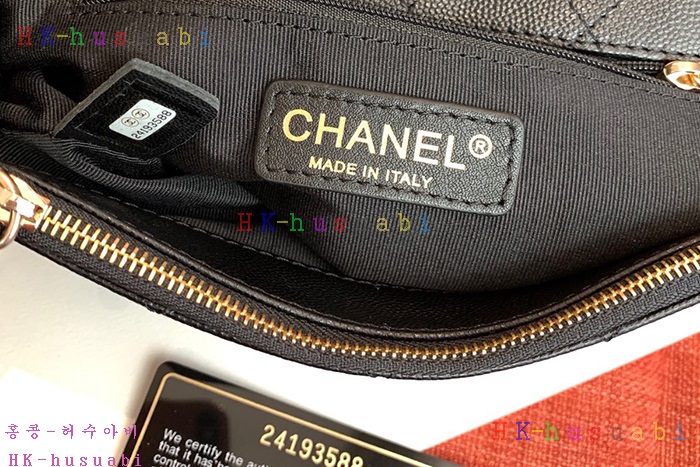 HK-hus abi
24193588
CHANEL®
MADE IN ITALY
HK-hus abi
24193588
We certify the
that it has
홍콩-허수아비
HK-husuabi
HK-husuabi